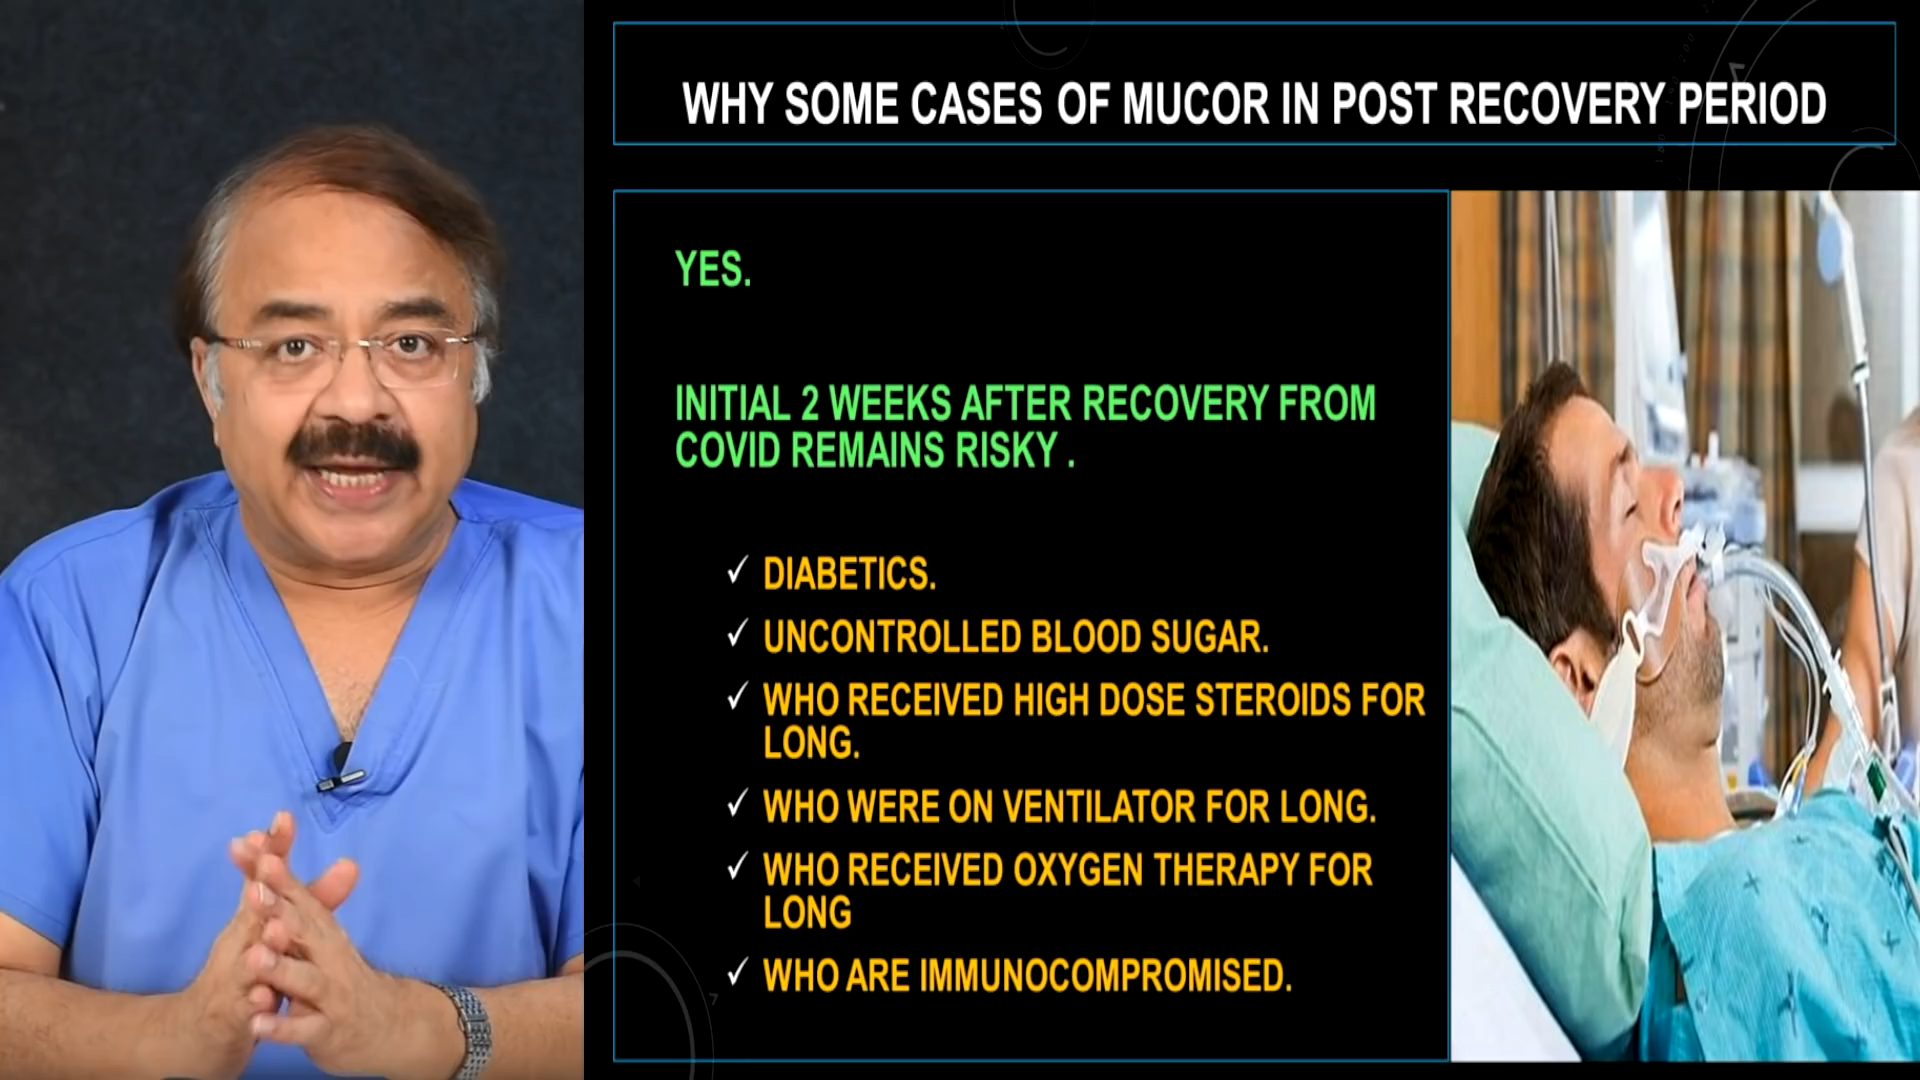 WHY SOME CASES OF MUCOR IN POST RECOVERY PERIOD
YES.
INITIAL 2 WEEKS AFTER RECOVERY FROM
COVID REMAINS RISKY .
✓ DIABETICS.
✓ UNCONTROLLED BLOOD SUGAR.
✓ WHO RECEIVED HIGH DOSE STEROIDS FOR
LONG.
✓ WHO WERE ON VENTILATOR FOR LONG.
✓ WHO RECEIVED OXYGEN THERAPY FOR
LONG
✓ WHO ARE IMMUNOCOMPROMISED.